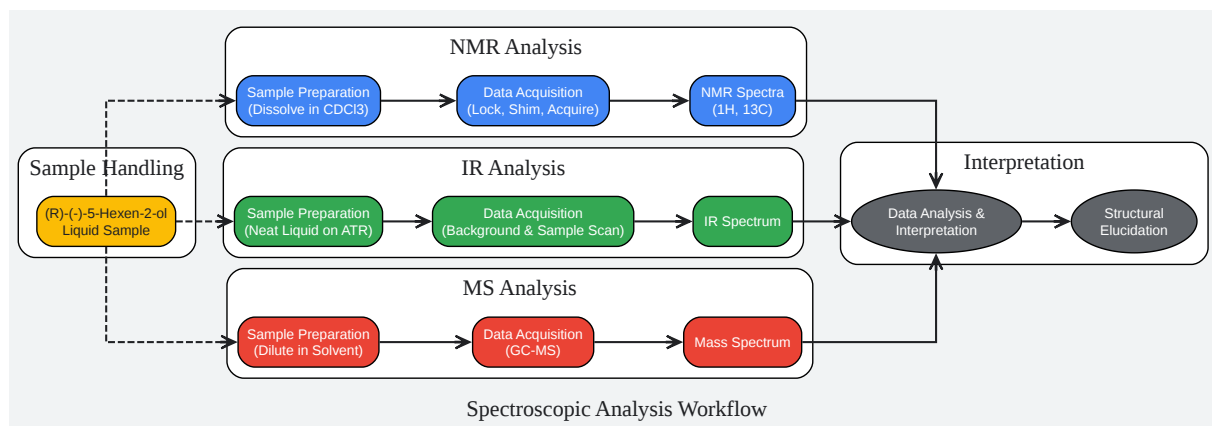 NMR Analysis
Sample Preparation
(Dissolve in CDCl3)
Data Acquisition
(Lock, Shim, Acquire)
NMR Spectra
(1H, 13C)
Sample Handling
(R)-(-)-5-Hexen-2-ol
Liquid Sample
IR Analysis
Sample Preparation
(Neat Liquid on ATR)
Data Acquisition
(Background & Sample Scan)
IR Spectrum
Interpretation
Data Analysis &
Interpretation
Structural
Elucidation
MS Analysis
Sample Preparation
(Dilute in Solvent)
Data Acquisition
(GC-MS)
Mass Spectrum
Spectroscopic Analysis Workflow